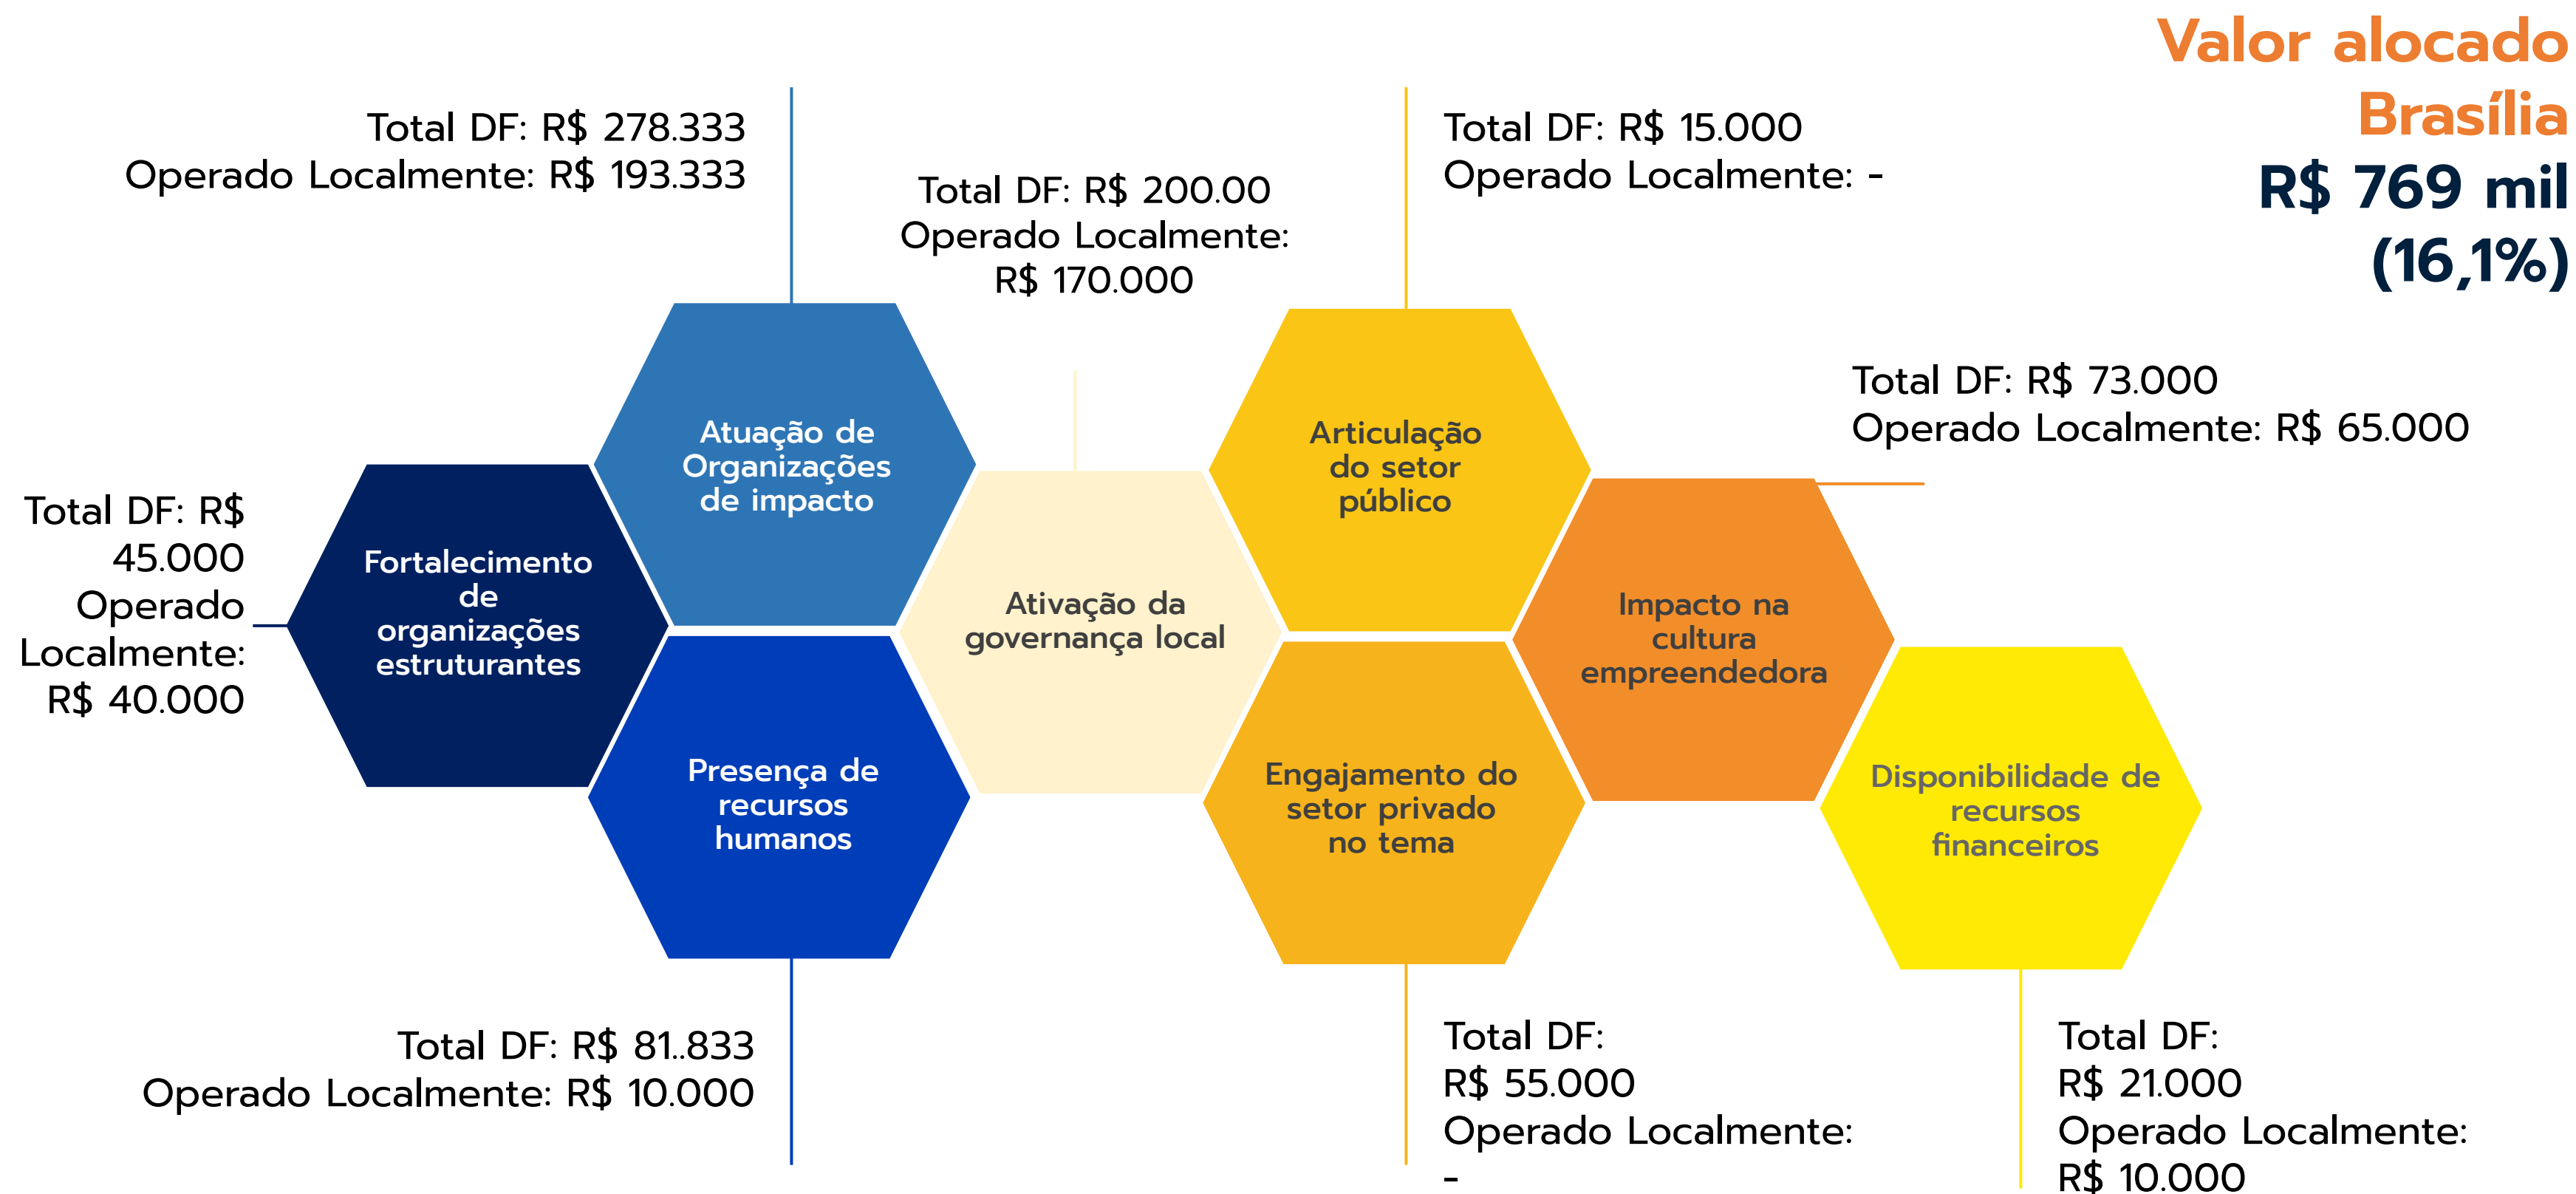 Valor alocado
Brasília
R$ 769 mil
(16,1%)
Total DF: R$ 278.333
Operado Localmente: R$ 193.333
Total DF: R$ 200.00
Operado Localmente:
R$ 170.000
Total DF: R$ 15.000
Operado Localmente: -
Total DF: R$ 73.000
Operado Localmente: R$ 65.000
Total DF: R$
45.000
Operado
Localmente:
R$ 40.000
Fortalecimento
de
organizações
estruturantes
Atuação de
Organizações
de impacto
Presença de
recursos
humanos
Ativação da
governança local
Articulação
do setor
público
Engajamento do
setor privado
no tema
Impacto na
cultura
empreendedora
Disponibilidade de
recursos
financeiros
Total DF: R$ 81..833
Operado Localmente: R$ 10.000
Total DF:
R$ 55.000
Operado Localmente:
-
Total DF:
R$ 21.000
Operado Localmente:
R$ 10.000